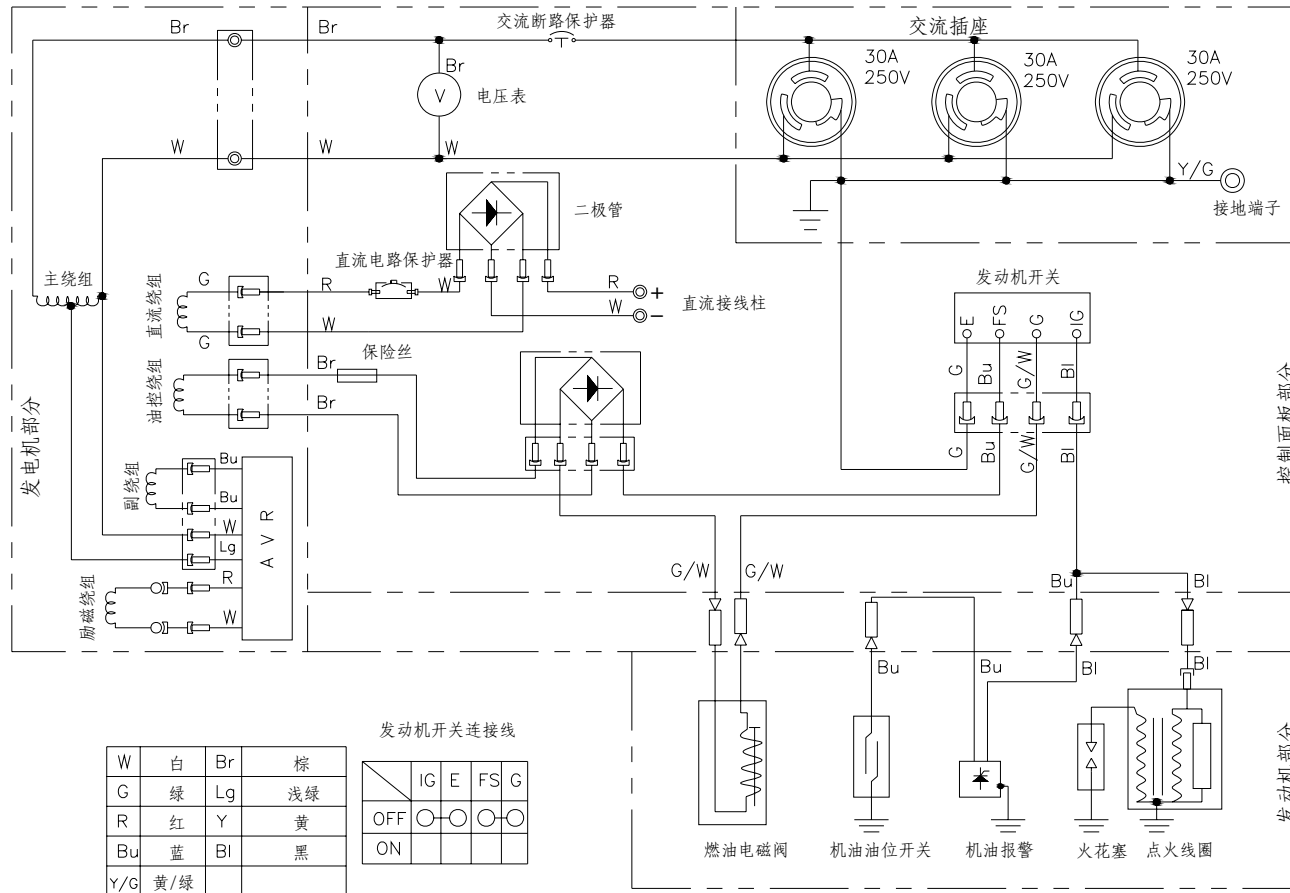 Br
Br
交流断路保护器
交流插座
30A
250V
30A
250V
30A
250V
Br
V
电压表
W
W
W
Y/G
接地端子
二极管
主绕组
直流绕组
G
G
R
直流电路保护器
W
W
R
+
W
-
直流接线柱
发动机开关
E
FS
G
IG
G
Bu
G/W
Bl
G
Bu
G/W
Bl
油控绕组
Br
保险丝
Br
发电机部分
控制面板部分
副绕组
Bu
Bu
W
Lg
AVR
励磁绕组
R
W
G/W
G/W
Bu
Bl
Bu
Bu
Bl
Bl
燃油电磁阀
机油油位开关
机油报警
火花塞
点火线圈
发动机部分
W 白 Br 棕
G 绿 Lg 浅绿
R 红 Y 黄
Bu 蓝 Bl 黑
Y/G 黄/绿
发动机开关连接线
IG E FS G
OFF
ON